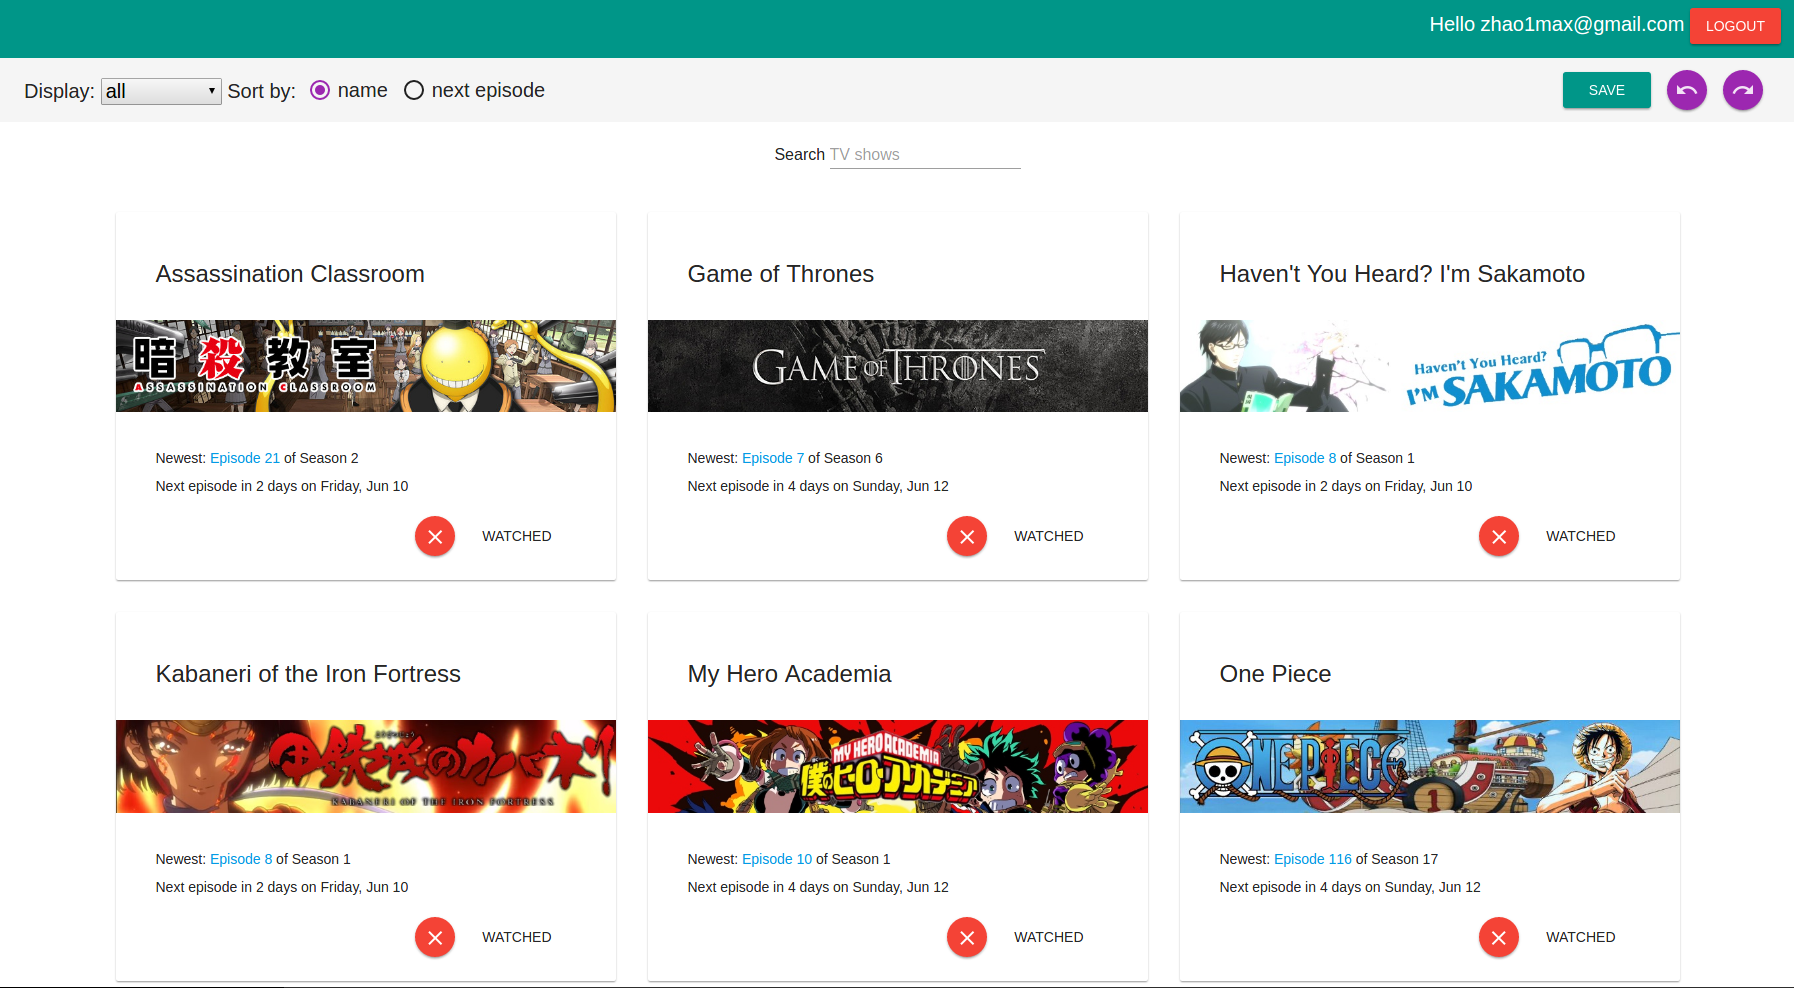 Hello zhao1max@gmail.com LOGOUT
Display: all Sort by: name next episode SAVE
Search TV shows
Assassination Classroom
暗殺教室
ASSASSINATION CLASSROOM
Newest: Episode 21 of Season 2
Next episode in 2 days on Friday, Jun 10
WATCHED
Game of Thrones
GAME OF THRONES
Newest: Episode 7 of Season 6
Next episode in 4 days on Sunday, Jun 12
WATCHED
Haven't You Heard? I'm Sakamoto
Haven't You Heard?
I'M SAKAMOTO
Newest: Episode 8 of Season 1
Next episode in 2 days on Friday, Jun 10
WATCHED
Kabaneri of the Iron Fortress
甲鉄城のカバネリ
KABANERI OF THE IRON FORTRESS
Newest: Episode 8 of Season 1
Next episode in 2 days on Friday, Jun 10
WATCHED
My Hero Academia
MY HERO ACADEMIA
僕のヒーローアカデミア
Newest: Episode 10 of Season 1
Next episode in 4 days on Sunday, Jun 12
WATCHED
One Piece
ONE PIECE
1
Newest: Episode 116 of Season 17
Next episode in 4 days on Sunday, Jun 12
WATCHED